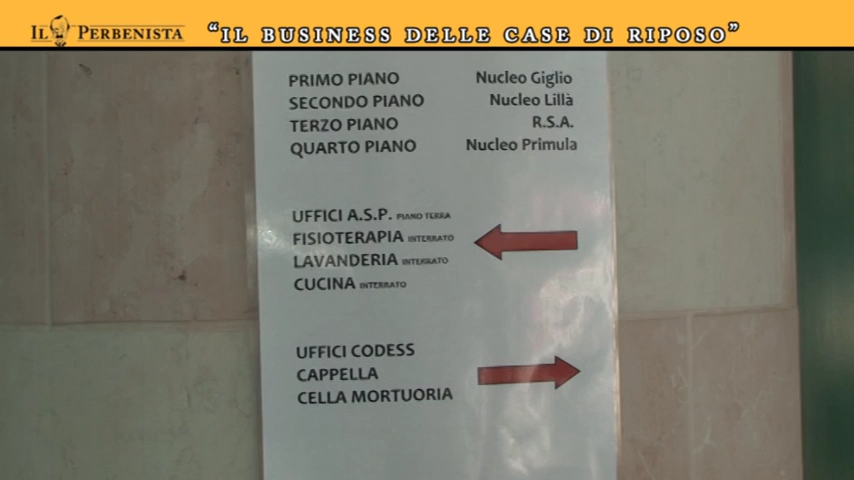 IL PERBENISTA "IL BUSINESS DELLE CASE DI RIPOSO"
PRIMO PIANO Nucleo Giglio
SECONDO PIANO Nucleo Lillà
TERZO PIANO R.S.A.
QUARTO PIANO Nucleo Primula
UFFICI A.S.P. PIANO TERRA
FISIOTERAPIA INTERRATO
LAVANDERIA INTERRATO
CUCINA INTERRATO
UFFICI CODESS
CAPPELLA
CELLA MORTUORIA